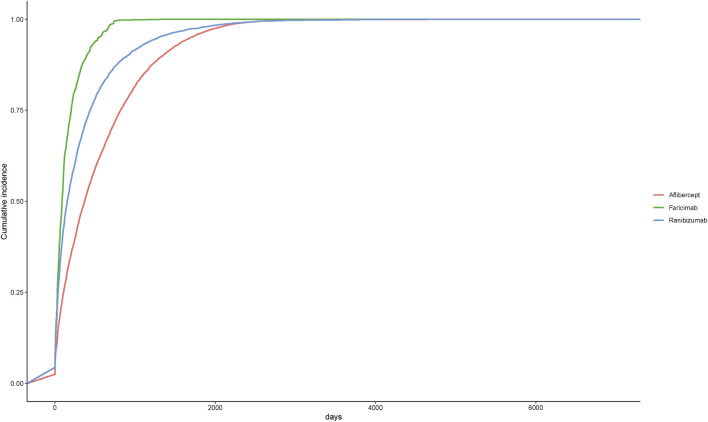 1.00
0.75
0.50
0.25
0.00
Cumulative incidence
0
2000
4000
6000
days
Aflibercept
Faricimab
Ranibizumab